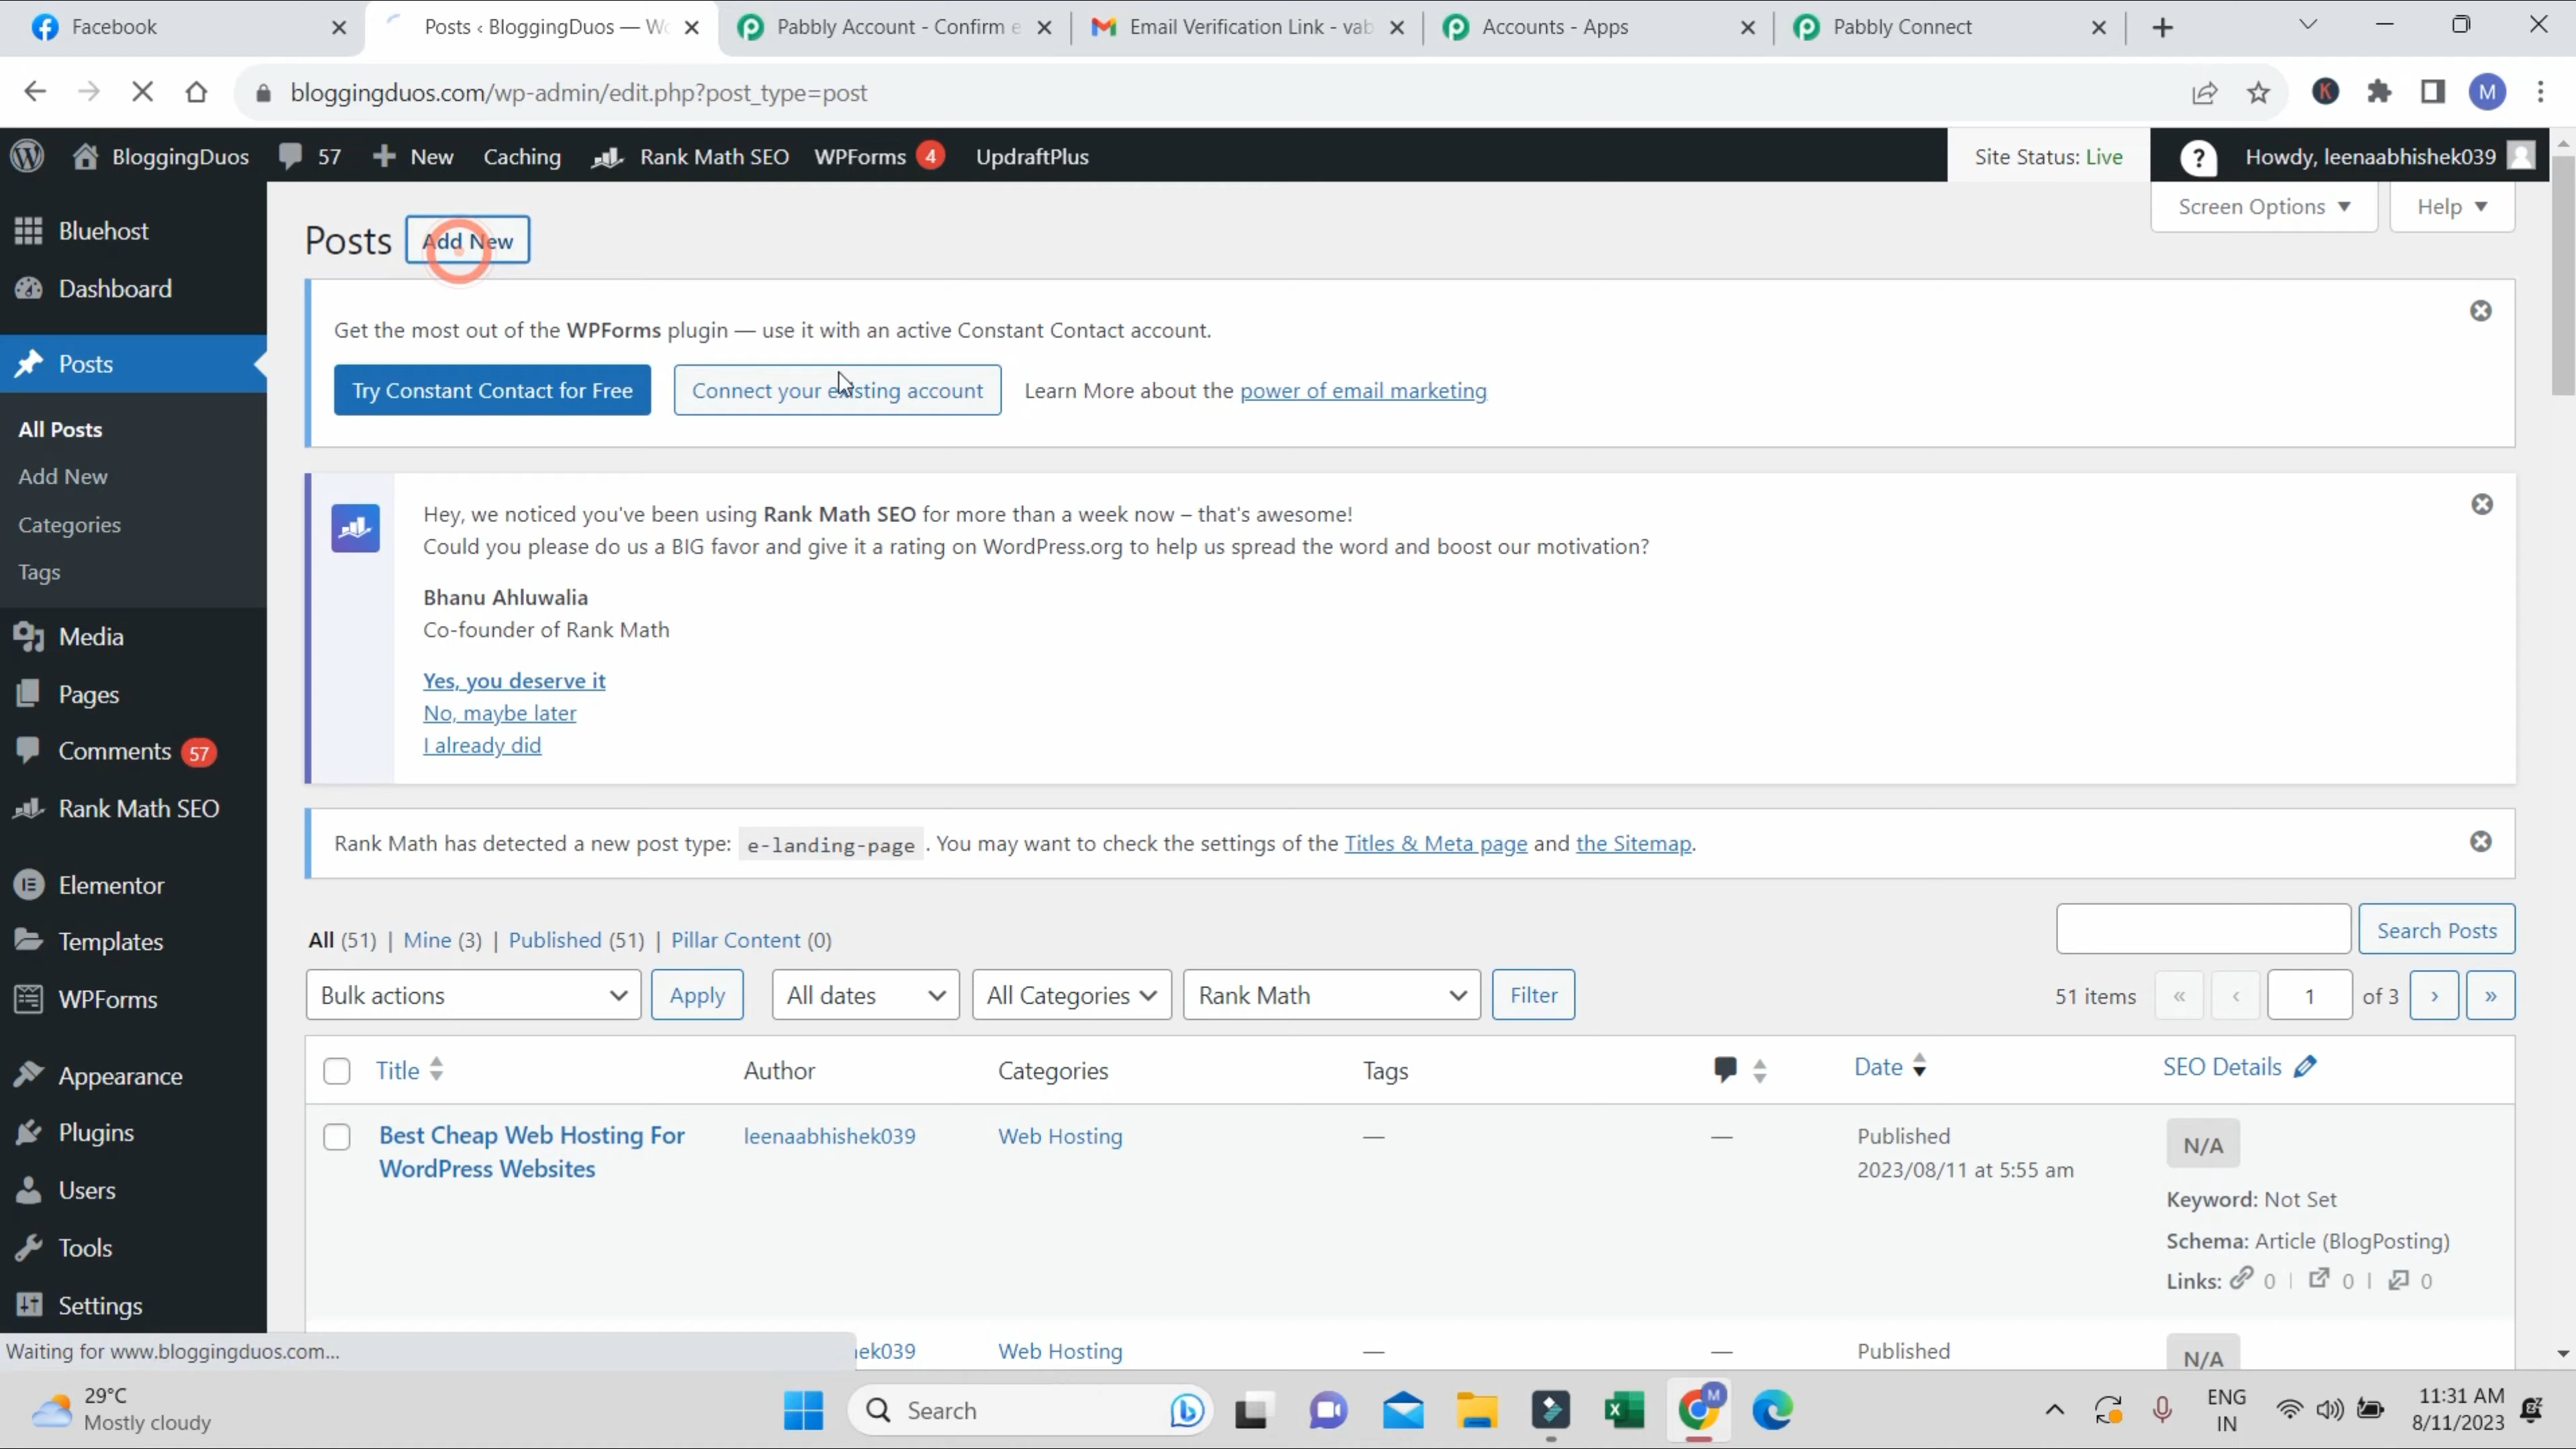 Facebook
Posts ‹ BloggingDuos — Wo
Pabbly Account - Confirm e
Email Verification Link - vab
Accounts - Apps
Pabbly Connect
bloggingduos.com/wp-admin/edit.php?post_type=post
K
M
BloggingDuos
57
New
Caching
Rank Math SEO
WPForms 4
UpdraftPlus
Site Status: Live
?
Howdy, leenaabhishek039
Screen Options
Help
Bluehost
Dashboard
Posts
All Posts
Add New
Categories
Tags
Media
Pages
Comments 57
Rank Math SEO
Elementor
Templates
WPForms
Appearance
Plugins
Users
Tools
Settings
Posts
Add New
Get the most out of the WPForms plugin — use it with an active Constant Contact account.
Try Constant Contact for Free
Connect your existing account
Learn More about the power of email marketing
Hey, we noticed you've been using Rank Math SEO for more than a week now – that's awesome!
Could you please do us a BIG favor and give it a rating on WordPress.org to help us spread the word and boost our motivation?
Bhanu Ahluwalia
Co-founder of Rank Math
Yes, you deserve it
No, maybe later
I already did
Rank Math has detected a new post type: e-landing-page . You may want to check the settings of the Titles & Meta page and the Sitemap.
All (51) | Mine (3) | Published (51) | Pillar Content (0)
Search Posts
Bulk actions
Apply
All dates
All Categories
Rank Math
Filter
51 items
«
‹
1
of 3
›
»
Title
Author
Categories
Tags
Date
SEO Details
Best Cheap Web Hosting For
WordPress Websites
leenaabhishek039
Web Hosting
—
—
Published
2023/08/11 at 5:55 am
N/A
Keyword: Not Set
Schema: Article (BlogPosting)
Links: 0 | 0 | 0
Waiting for www.bloggingduos.com...
ek039
Web Hosting
—
—
Published
N/A
29°C
Mostly cloudy
Search
M
ENG
IN
11:31 AM
8/11/2023